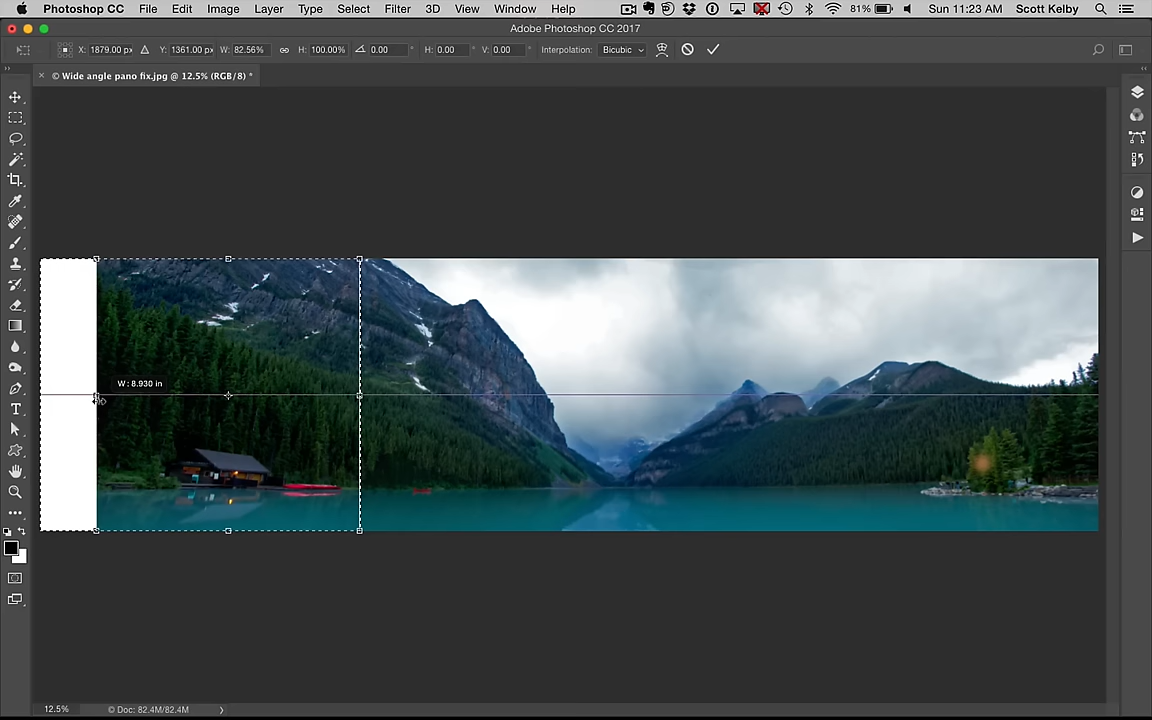 Photoshop CC File Edit Image Layer Type Select Filter 3D View Window Help 81% Sun 11:23 AM Scott Kelby
Adobe Photoshop CC 2017
X: 1879.00 px Y: 1361.00 px W: 82.56% H: 100.00% 0.00 ° H: 0.00 ° V: 0.00 ° Interpolation: Bicubic
× © Wide angle pano fix.jpg @ 12.5% (RGB/8) *
W: 8.930 in
12.5% © Doc: 82.4M/82.4M